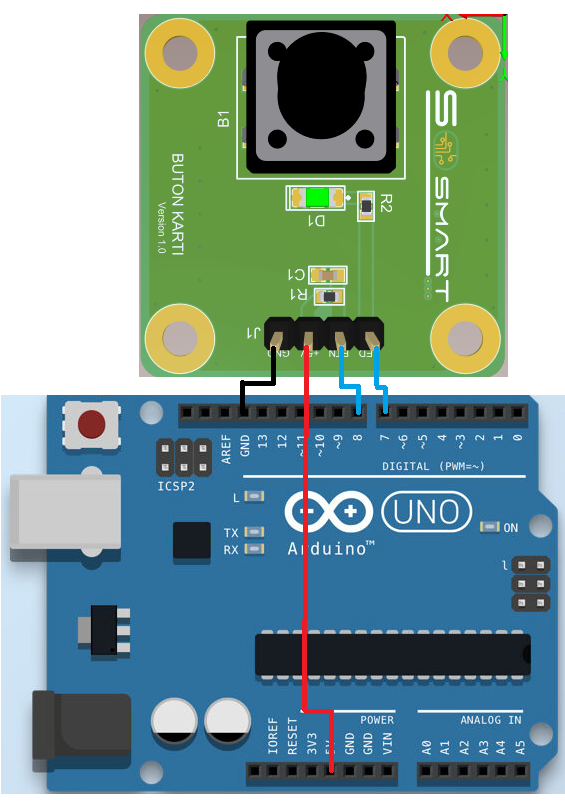 B1
SO SMART
BUTON KARTI
Version 1.0
D1
R2
C1
R1
J1
GND
+5V
BTN
LED
AREF
GND
13
12
~11
~10
~9
8
7
~6
~5
4
~3
2
1
0
DIGITAL (PWM=~)
ICSP2
L
TX
RX
UNO
Arduino™
ON
l
POWER
ANALOG IN
IOREF
RESET
3V3
5V
GND
GND
VIN
A0
A1
A2
A3
A4
A5